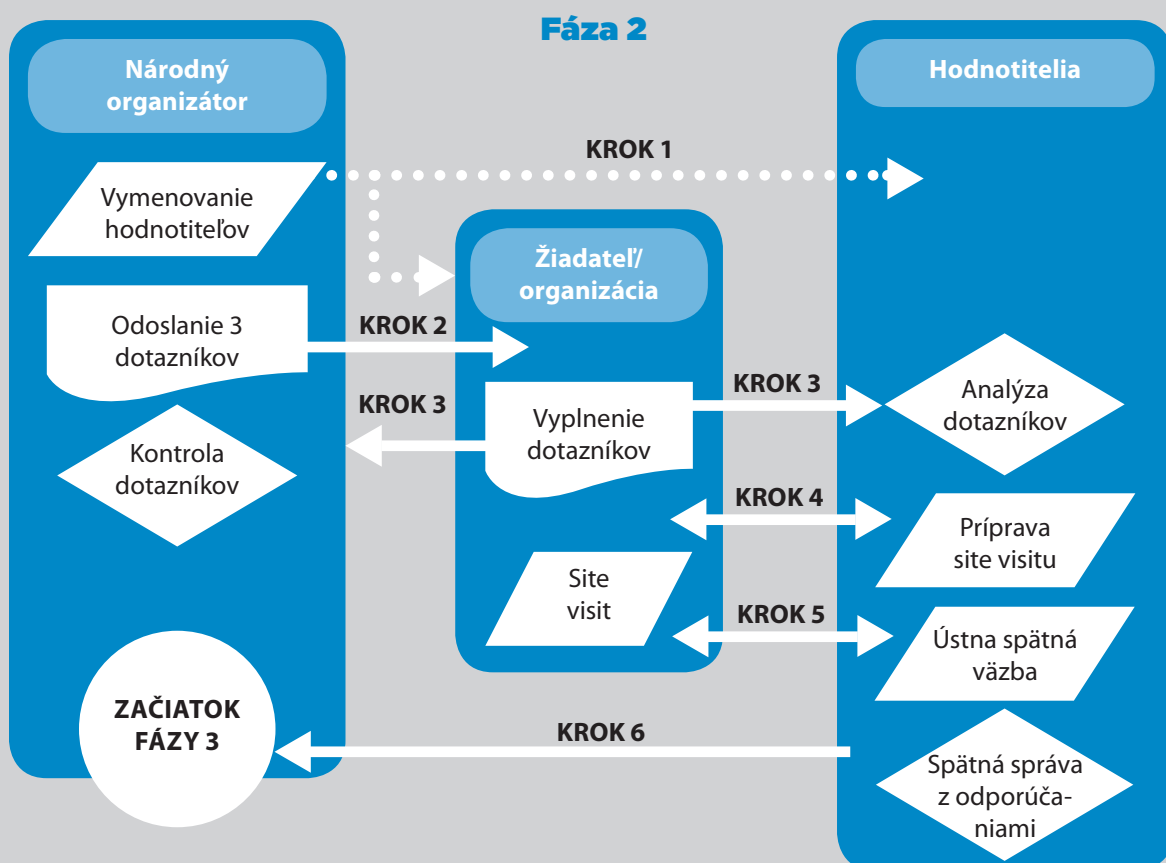 Fáza 2
Národný
organizátor
Vymenovanie
hodnotiteľov
Odoslanie 3
dotazníkov
Kontrola
dotazníkov
ZAČIATOK
FÁZY 3
KROK 1
KROK 2
KROK 3
Žiadateľ/
organizácia
Vyplnenie
dotazníkov
Site
visit
KROK 3
KROK 4
KROK 5
KROK 6
Hodnotitelia
Analýza
dotazníkov
Príprava
site visitu
Ústna spätná
väzba
Spätná správa
z odporúča-
niami